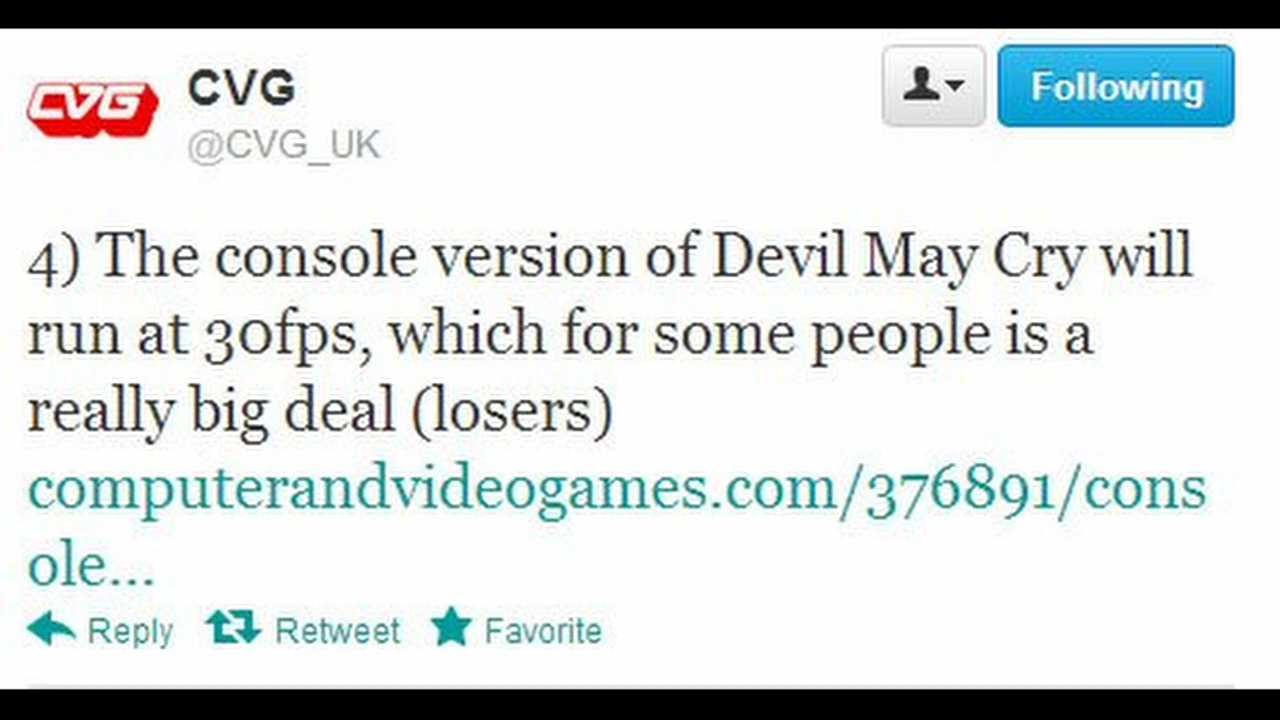 CVG
CVG
Following
@CVG_UK
4) The console version of Devil May Cry will
run at 30fps, which for some people is a
really big deal (losers)
computerandvideogames.com/376891/cons
ole...
Reply Retweet Favorite